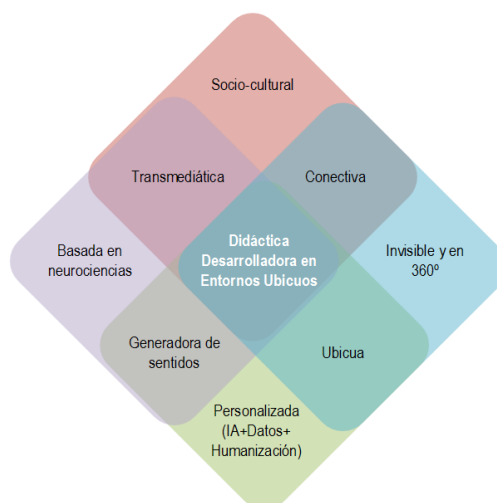 Socio-cultural
Transmediática
Conectiva
Didáctica
Desarrolladora en
Entornos Ubicuos
Basada en
neurociencias
Invisible y en
360º
Generadora de
sentidos
Ubicua
Personalizada
(IA+Datos+
Humanización)